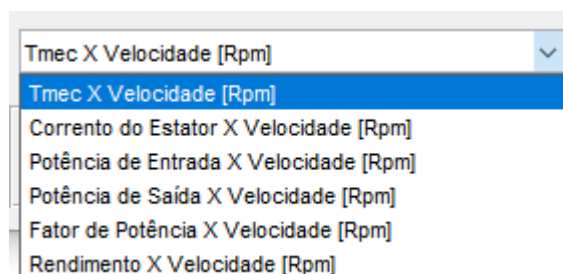 Tmec X Velocidade [Rpm]
Tmec X Velocidade [Rpm]
Corrento do Estator X Velocidade [Rpm]
Potência de Entrada X Velocidade [Rpm]
Potência de Saída X Velocidade [Rpm]
Fator de Potência X Velocidade [Rpm]
Rendimento X Velocidade [Rpm]